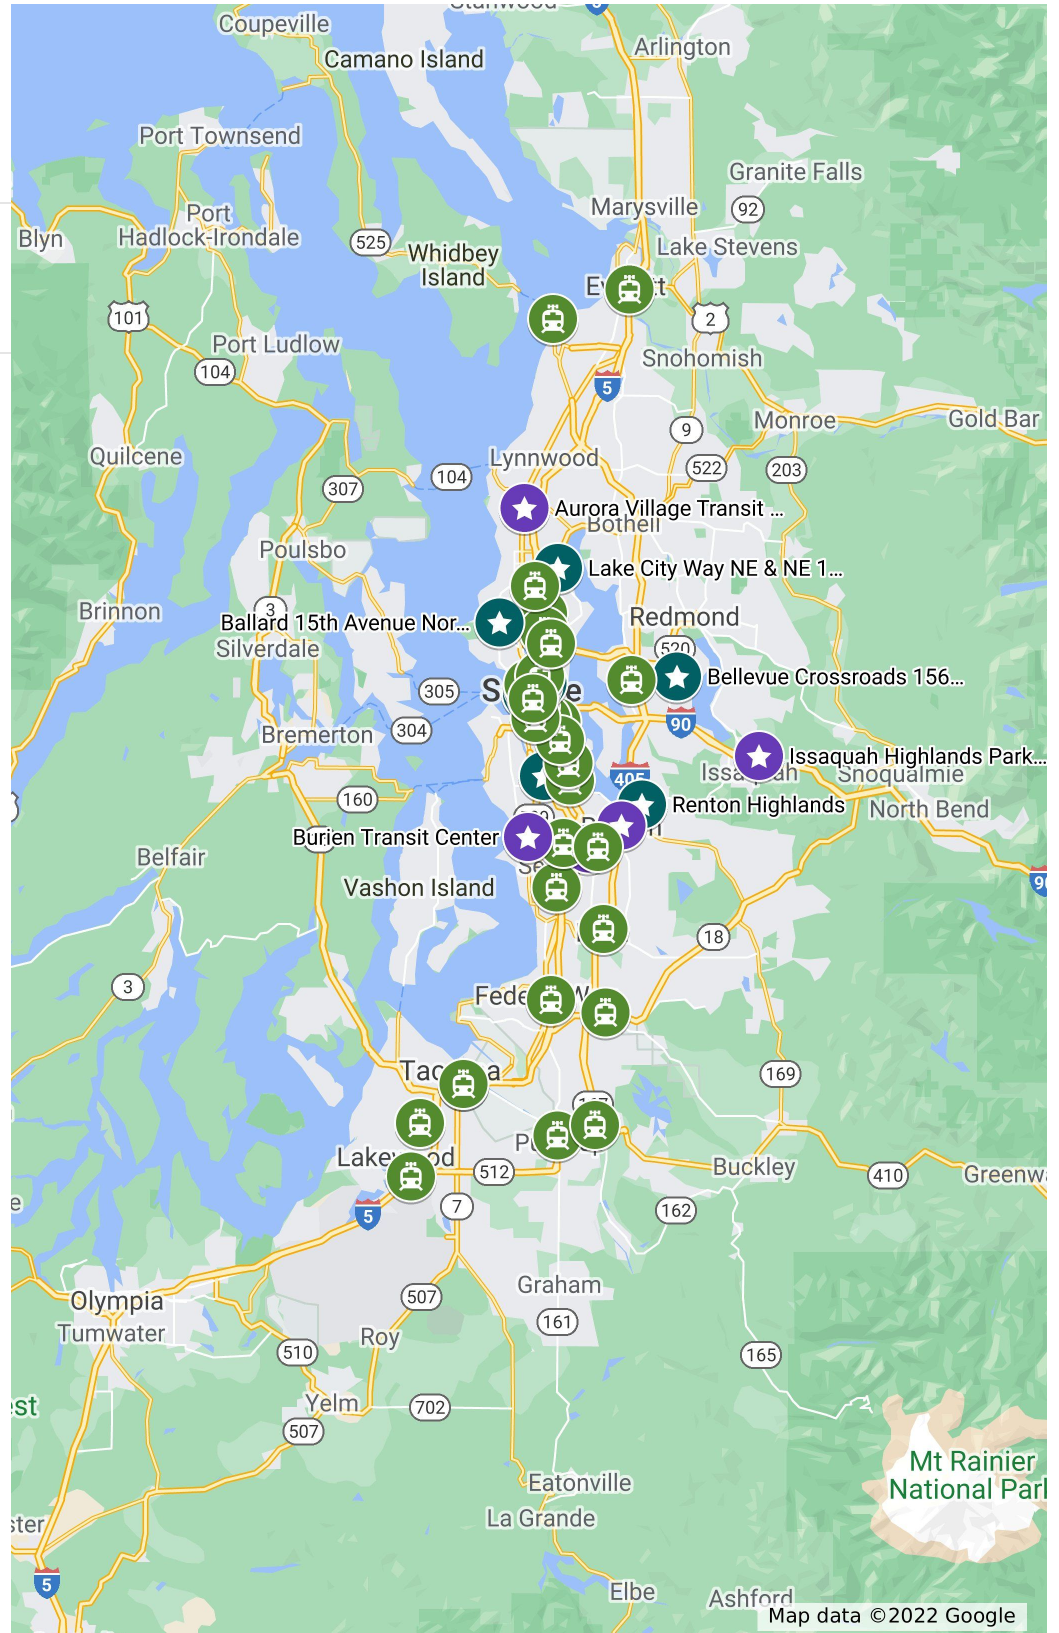 Coupeville
Camano Island
Arlington
Port Townsend
Granite Falls
Marysville
92
Port
Hadlock-Irondale
Blyn
525
Lake Stevens
Whidbey
Island
101
2
Port Ludlow
Snohomish
104
5
Monroe
Gold Bar
9
Quilcene
Lynnwood
522
203
104
307
Aurora Village Transit ...
Bothell
Poulsbo
Lake City Way NE & NE 1...
Brinnon
3
Ballard 15th Avenue Nor...
Redmond
Silverdale
520
Bellevue Crossroads 156...
305
90
304
Bremerton
Issaquah Highlands Park...
Snoqualmie
405
160
Renton Highlands
North Bend
Burien Transit Center
Belfair
Vashon Island
90
18
3
169
512
Buckley
410
7
5
162
Graham
Olympia
507
Tumwater
161
Roy
510
165
Yelm
702
507
Mt Rainier
National Park
Eatonville
La Grande
5
Elbe
Ashford
Map data ©2022 Google